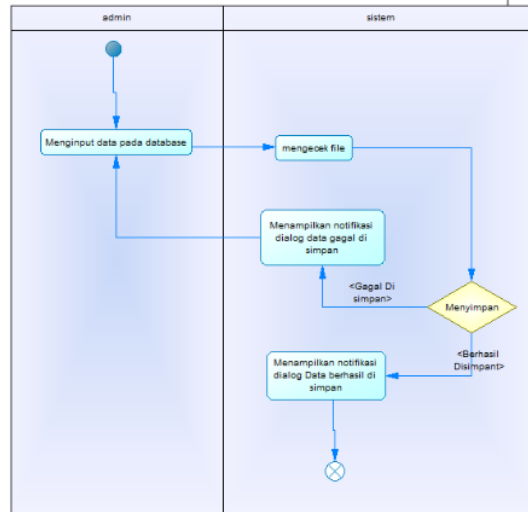 admin
sistem
Menginput data pada database
mengecek file
Menampilkan notifikasi
dialog data gagal di
simpan
<Gagal Di
simpan>
Menyimpan
<Berhasil
Disimpant>
Menampilkan notifikasi
dialog Data berhasil di
simpan